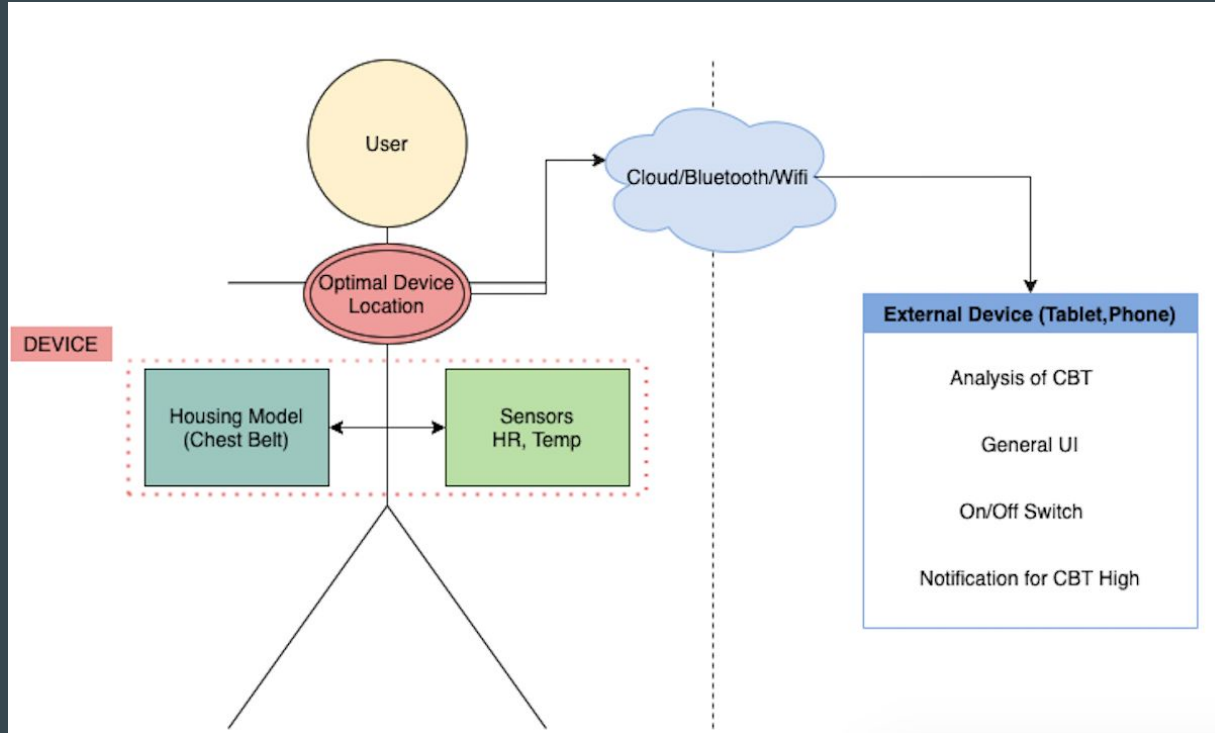 User
Cloud/Bluetooth/Wifi
Optimal Device
Location
DEVICE
Housing Model
(Chest Belt)
Sensors
HR, Temp
External Device (Tablet,Phone)
Analysis of CBT
General UI
On/Off Switch
Notification for CBT High